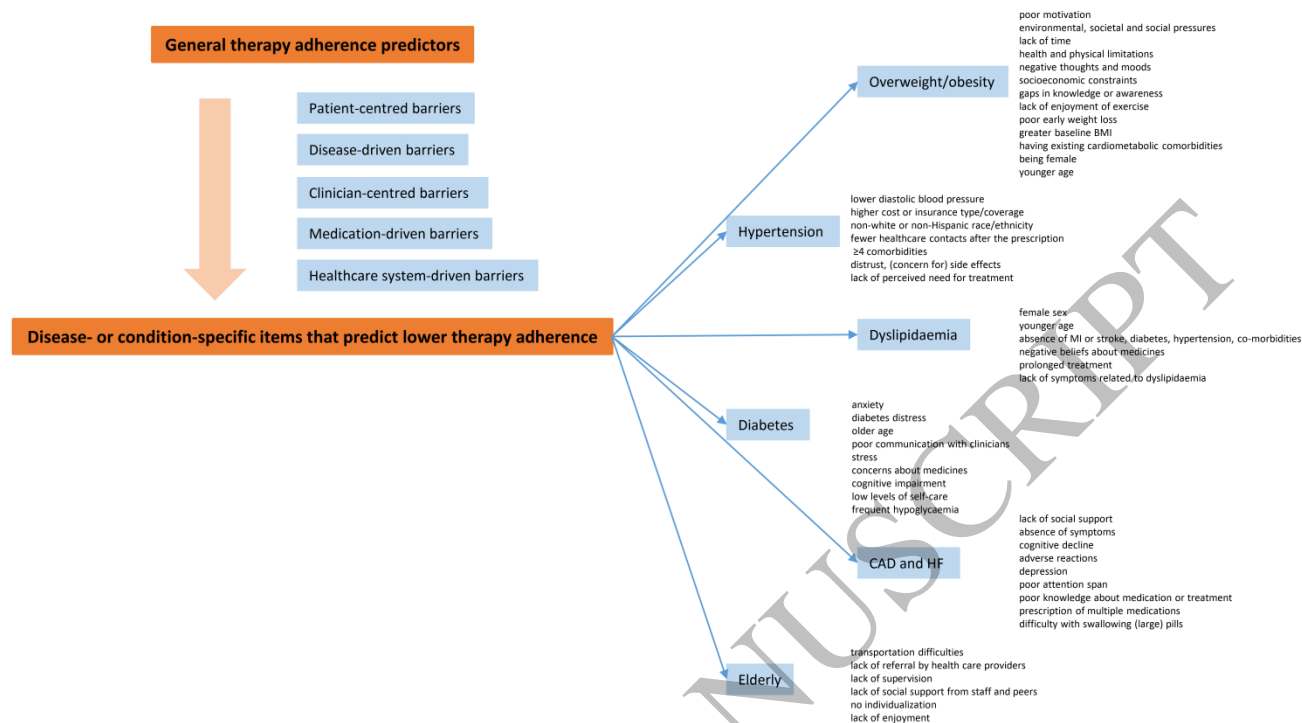 General therapy adherence predictors
Patient-centred barriers
Disease-driven barriers
Clinician-centred barriers
Medication-driven barriers
Healthcare system-driven barriers
Disease- or condition-specific items that predict lower therapy adherence
Overweight/obesity
poor motivation
environmental, societal and social pressures
lack of time
health and physical limitations
negative thoughts and moods
socioeconomic constraints
gaps in knowledge or awareness
lack of enjoyment of exercise
poor early weight loss
greater baseline BMI
having existing cardiometabolic comorbidities
being female
younger age
Hypertension
lower diastolic blood pressure
higher cost or insurance type/coverage
non-white or non-Hispanic race/ethnicity
fewer healthcare contacts after the prescription
≥4 comorbidities
distrust, (concern for) side effects
lack of perceived need for treatment
Dyslipidaemia
female sex
younger age
absence of MI or stroke, diabetes, hypertension, co-morbidities
negative beliefs about medicines
prolonged treatment
lack of symptoms related to dyslipidaemia
Diabetes
anxiety
diabetes distress
older age
poor communication with clinicians
stress
concerns about medicines
cognitive impairment
low levels of self-care
frequent hypoglycaemia
CAD and HF
lack of social support
absence of symptoms
cognitive decline
adverse reactions
depression
poor attention span
poor knowledge about medication or treatment
prescription of multiple medications
difficulty with swallowing (large) pills
Elderly
transportation difficulties
lack of referral by health care providers
lack of supervision
lack of social support from staff and peers
no individualization
lack of enjoyment
NUSCRIPT